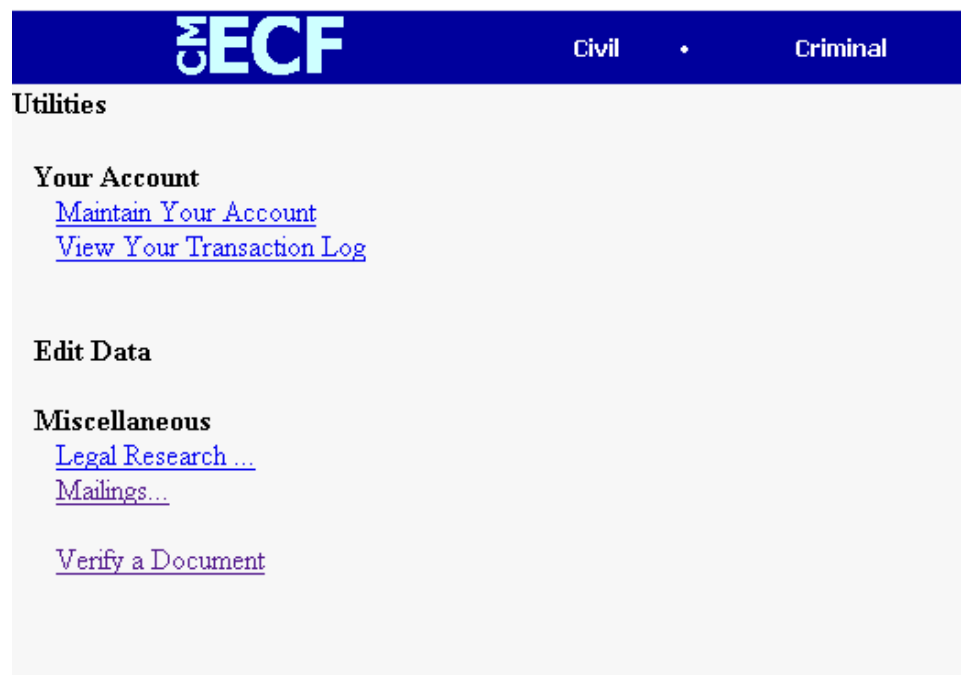 CM ECF Civil • Criminal
Utilities
Your Account
Maintain Your Account
View Your Transaction Log
Edit Data
Miscellaneous
Legal Research ...
Mailings...
Verify a Document